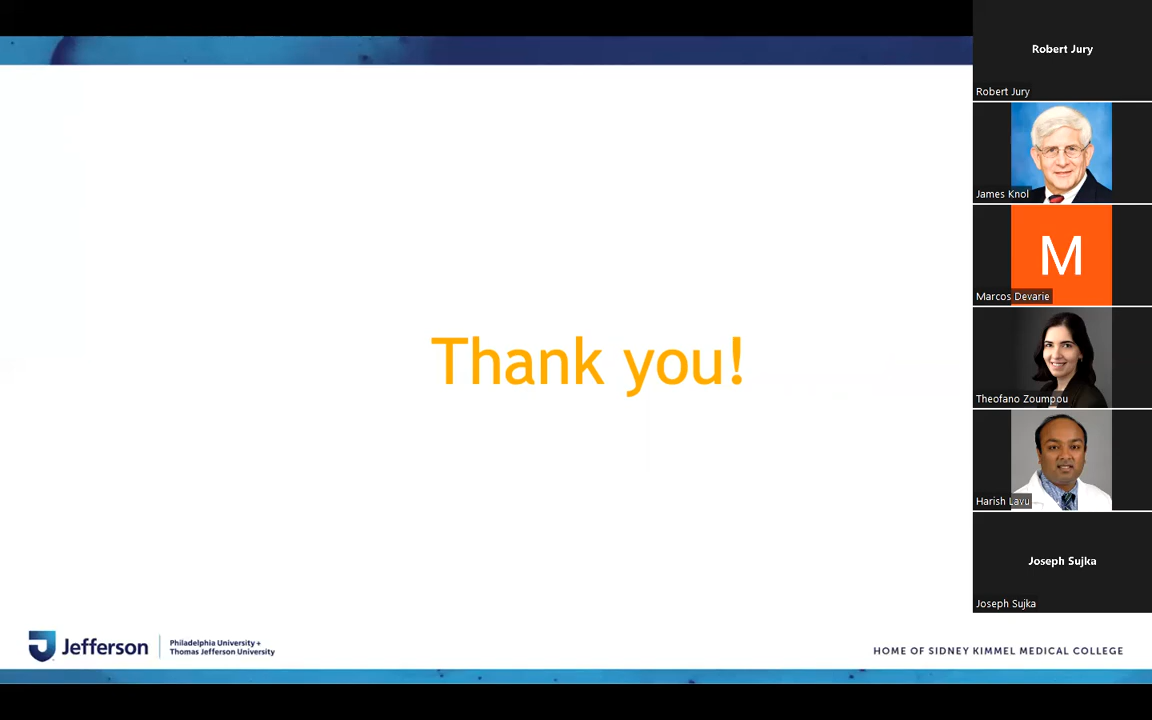 Thank you!
Jefferson
Philadelphia University +
Thomas Jefferson University
HOME OF SIDNEY KIMMEL MEDICAL COLLEGE
Robert Jury
Robert Jury
James Knol
M
Marcos Devarie
Theofano Zoumpou
Harish Lavu
Joseph Sujka
Joseph Sujka